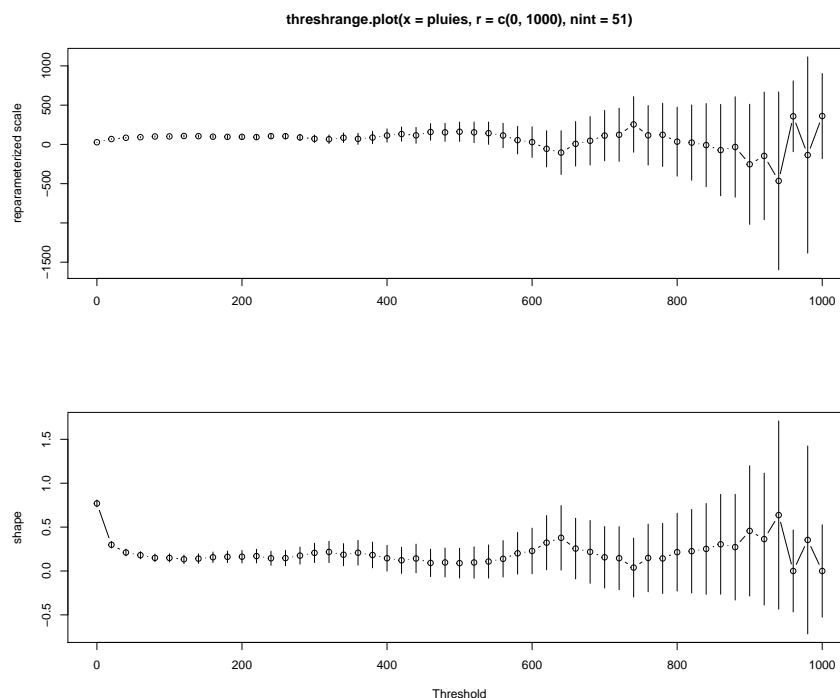 threshrange.plot(x = pluies, r = c(0, 1000), nint = 51)
reparameterized scale
1000
500
0
−500
−1500
0 200 400 600 800 1000
shape
1.5
1.0
0.5
0.0
−0.5
0 200 400 600 800 1000
Threshold